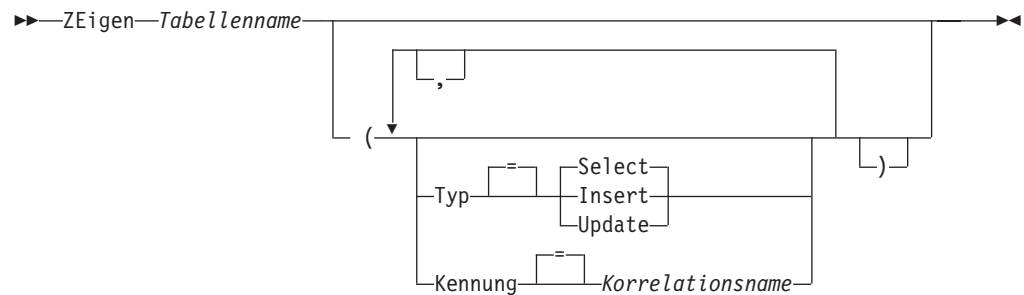 ZEigen Tabellenname
,
(
)
= Select
Typ Insert
Update
=
Kennung Korrelationsname